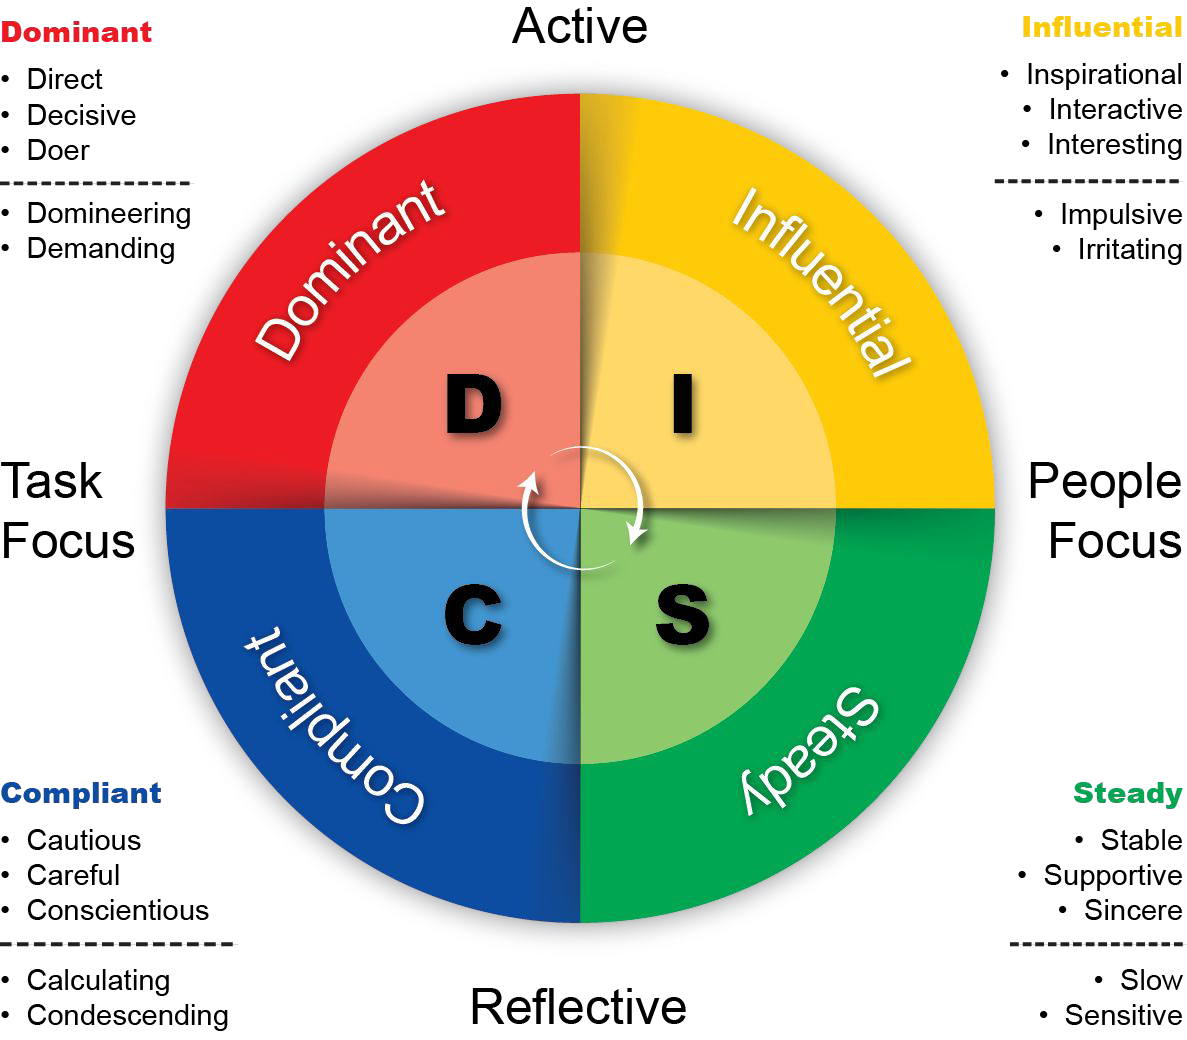 Active
Dominant
• Direct
• Decisive
• Doer
• Domineering
• Demanding
Influential
• Inspirational
• Interactive
• Interesting
• Impulsive
• Irritating
Dominant
Influential
D
I
Task
Focus
People
Focus
C
S
Compliant
Steady
Compliant
• Cautious
• Careful
• Conscientious
• Calculating
• Condescending
Steady
• Stable
• Supportive
• Sincere
• Slow
• Sensitive
Reflective